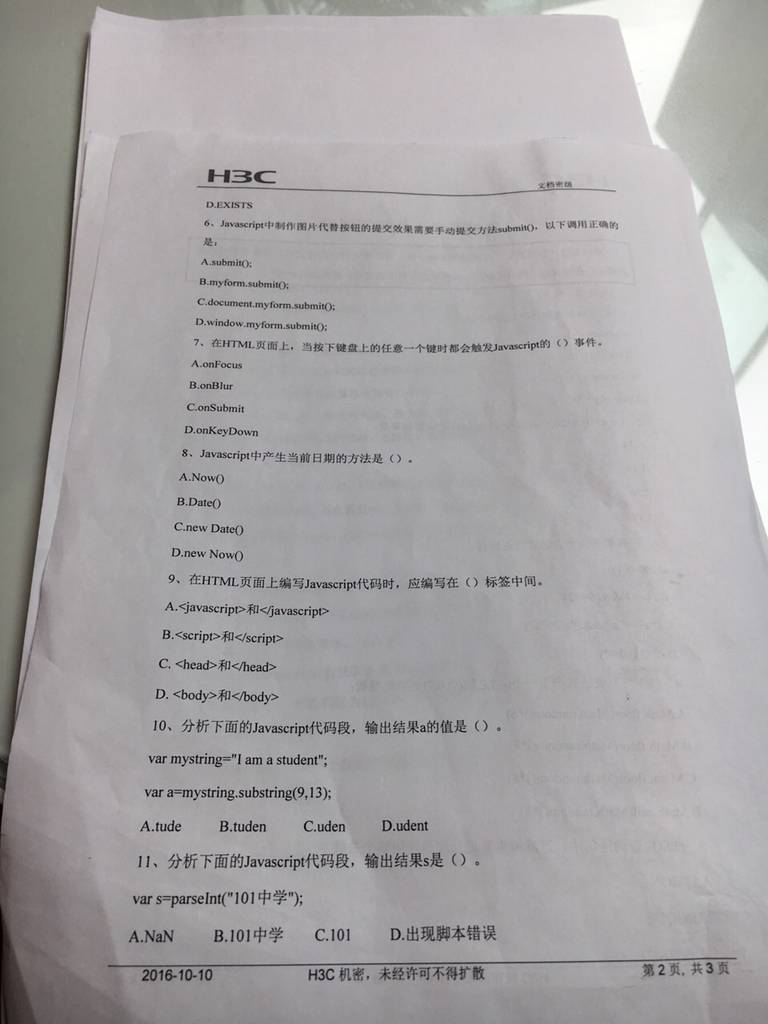 H3C
文档密级
D.EXISTS
6、Javascript中制作图片代替按钮的提交效果需要手动提交方法submit()，以下调用正确的
是：
A.submit();
B.myform.submit();
C.document.myform.submit();
D.window.myform.submit();
7、在HTML页面上，当按下键盘上的任意一个键时都会触发Javascript的（）事件。
A.onFocus
B.onBlur
C.onSubmit
D.onKeyDown
8、Javascript中产生当前日期的方法是（）。
A.Now()
B.Date()
C.new Date()
D.new Now()
9、在HTML页面上编写Javascript代码时，应编写在（）标签中间。
A.<javascript>和</javascript>
B.<script>和</script>
C. <head>和</head>
D. <body>和</body>
10、分析下面的Javascript代码段，输出结果a的值是（）。
var mystring="I am a student";
var a=mystring.substring(9,13);
A.tude B.tuden C.uden D.udent
11、分析下面的Javascript代码段，输出结果s是（）。
var s=parseInt("101中学");
A.NaN B.101中学 C.101 D.出现脚本错误
2016-10-10 H3C 机密，未经许可不得扩散 第 2 页, 共 3 页